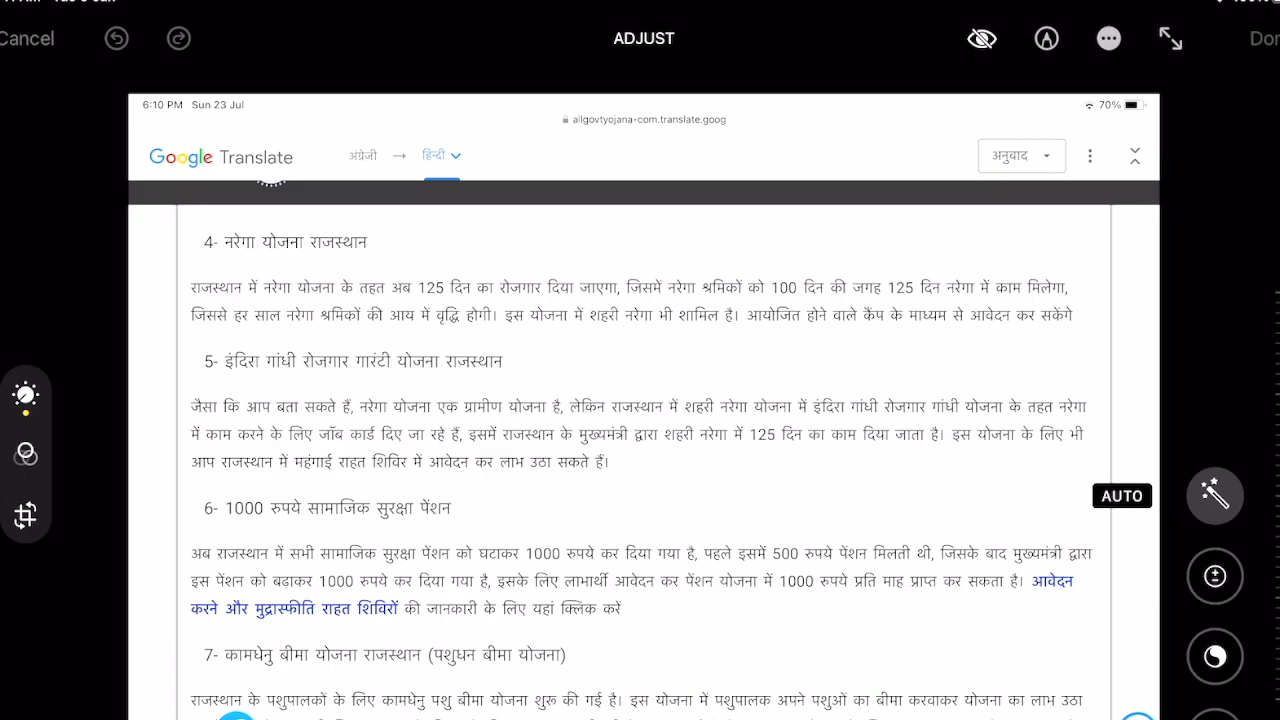 Cancel
ADJUST
6:10 PM Sun 23 Jul
70%
allgovtyojana-com.translate.goog
Google Translate
अंग्रेज़ी → हिन्दी
अनुवाद
4- नरेगा योजना राजस्थान
राजस्थान में नरेगा योजना के तहत अब 125 दिन का रोजगार दिया जाएगा, जिसमें नरेगा श्रमिकों को 100 दिन की जगह 125 दिन नरेगा में काम मिलेगा,
जिससे हर साल नरेगा श्रमिकों की आय में वृद्धि होगी। इस योजना में शहरी नरेगा भी शामिल है। आयोजित होने वाले कैंप के माध्यम से आवेदन कर सकेंगे
5- इंदिरा गांधी रोजगार गारंटी योजना राजस्थान
जैसा कि आप बता सकते हैं, नरेगा योजना एक ग्रामीण योजना है, लेकिन राजस्थान में शहरी नरेगा योजना में इंदिरा गांधी रोजगार गांधी योजना के तहत नरेगा
में काम करने के लिए जॉब कार्ड दिए जा रहे हैं, इसमें राजस्थान के मुख्यमंत्री द्वारा शहरी नरेगा में 125 दिन का काम दिया जाता है। इस योजना के लिए भी
आप राजस्थान में महंगाई राहत शिविर में आवेदन कर लाभ उठा सकते हैं।
AUTO
6- 1000 रुपये सामाजिक सुरक्षा पेंशन
अब राजस्थान में सभी सामाजिक सुरक्षा पेंशन को घटाकर 1000 रुपये कर दिया गया है, पहले इसमें 500 रुपये पेंशन मिलती थी, जिसके बाद मुख्यमंत्री द्वारा
इस पेंशन को बढाकर 1000 रुपये कर दिया गया है, इसके लिए लाभार्थी आवेदन कर पेंशन योजना में 1000 रुपये प्रति माह प्राप्त कर सकता है। आवेदन
करने और मुद्रास्फीति राहत शिविरों की जानकारी के लिए यहां क्लिक करें
7- कामधेनु बीमा योजना राजस्थान (पशुधन बीमा योजना)
राजस्थान के पशुपालकों के लिए कामधेनु पशु बीमा योजना शुरू की गई है। इस योजना में पशुपालक अपने पशुओं का बीमा करवाकर योजना का लाभ उठा